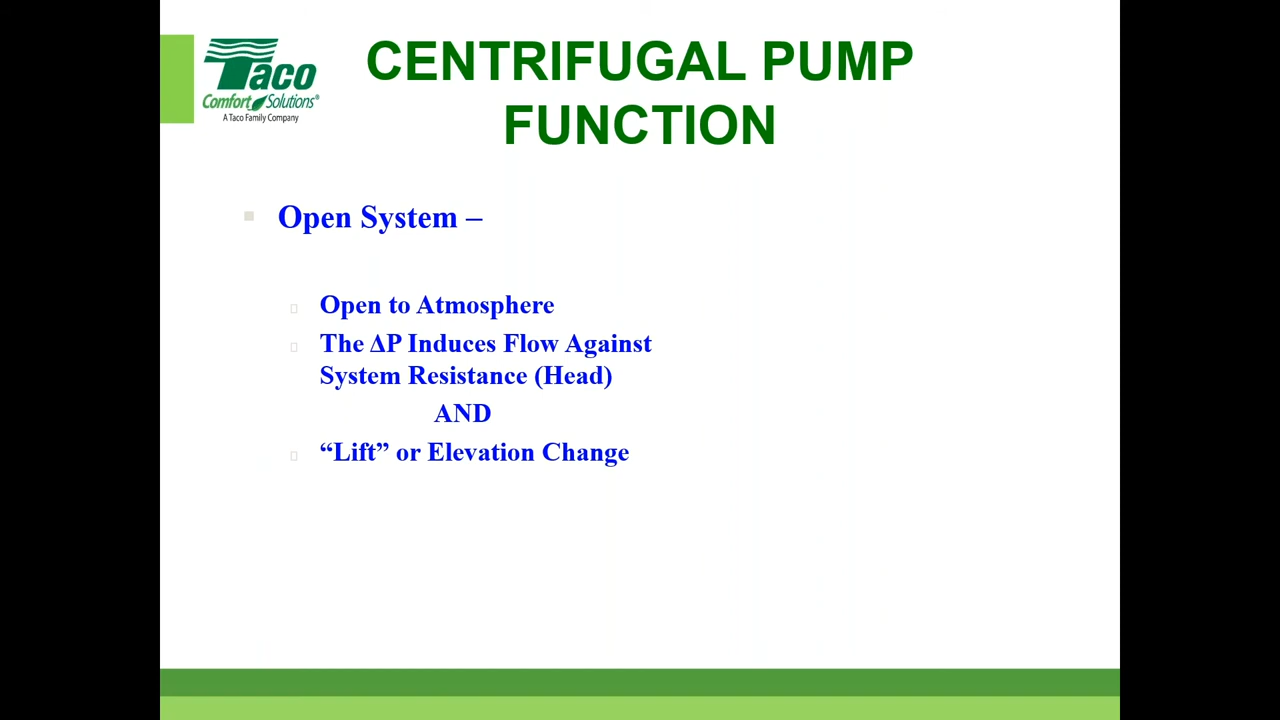 Taco
Comfort Solutions®
A Taco Family Company
CENTRIFUGAL PUMP
FUNCTION
Open System –
Open to Atmosphere
The ΔP Induces Flow Against
System Resistance (Head)
AND
“Lift” or Elevation Change